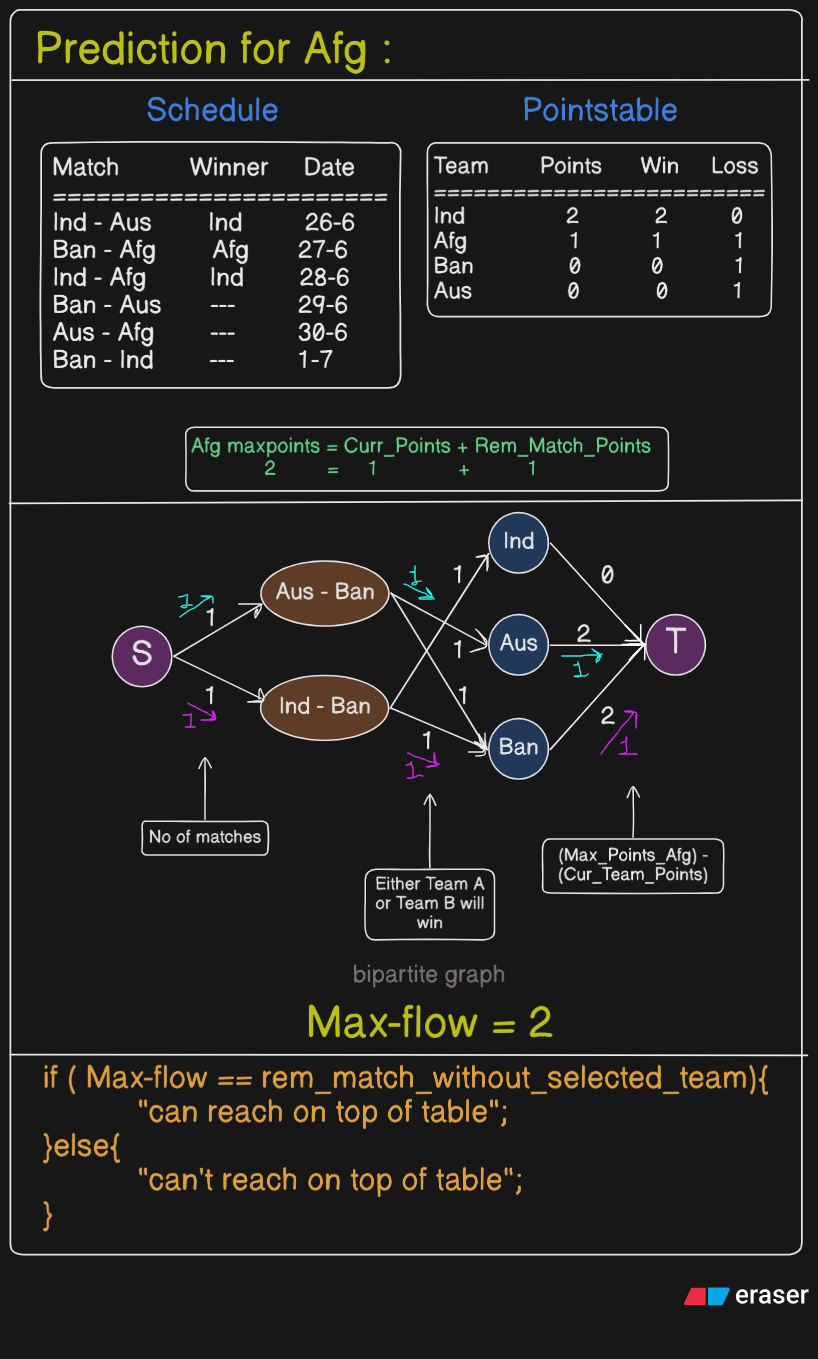 Prediction for Afg :
Schedule
Match Winner Date
=======================
Ind - Aus Ind 26-6
Ban - Afg Afg 27-6
Ind - Afg Ind 28-6
Ban - Aus --- 29-6
Aus - Afg --- 30-6
Ban - Ind --- 1-7
Pointstable
Team Points Win Loss
=========================
Ind 2 2 0
Afg 1 1 1
Ban 0 0 1
Aus 0 0 1
Afg maxpoints = Curr_Points + Rem_Match_Points
2 = 1 + 1
Ind
1
0
1
1
Aus - Ban
1
S
1
Aus
2
1
T
1
1
1
Ind - Ban
1
1
1
Ban
2
1
No of matches
Either Team A
or Team B will
win
(Max_Points_Afg) -
(Cur_Team_Points)
bipartite graph
Max-flow = 2
if ( Max-flow == rem_match_without_selected_team){
"can reach on top of table";
}else{
"can't reach on top of table";
}
eraser